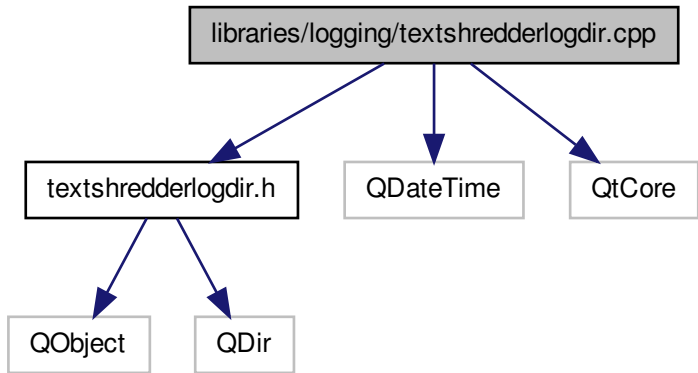 libraries/logging/textshredderlogdir.cpp
textshredderlogdir.h
QDateTime
QtCore
QObject
QDir